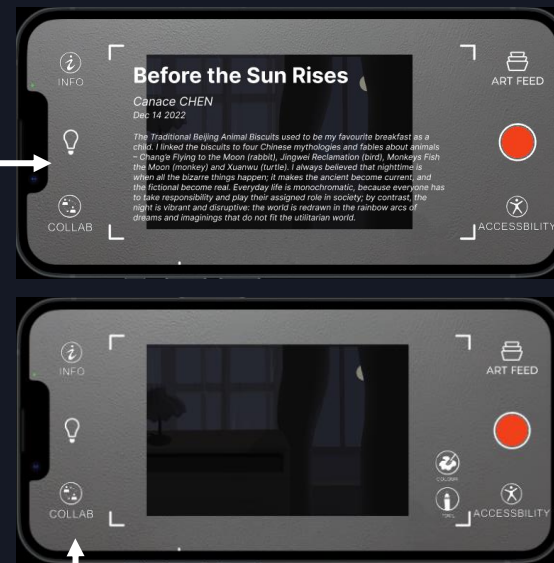 INFO
ART FEED
COLLAB
ACCESSBILITY
Before the Sun Rises
Canace CHEN
Dec 14 2022
The Traditional Beijing Animal Biscuits used to be my favourite breakfast as a
child. I linked the biscuits to four Chinese mythologies and fables about animals
– Chang'e Flying to the Moon (rabbit), Jingwei Reclamation (bird), Monkeys Fish
the Moon (monkey) and Xuanwu (turtle). I always believed that nighttime is
when all the bizarre things happen; it makes the ancient become current, and
the fictional become real. Everyday life is monochromatic, because everyone has
to take responsibility and play their assigned role in society; by contrast, the
night is vibrant and disruptive: the world is redrawn in the rainbow arcs of
dreams and imaginings that do not fit the utilitarian world.
INFO
ART FEED
COLLAB
ACCESSBILITY